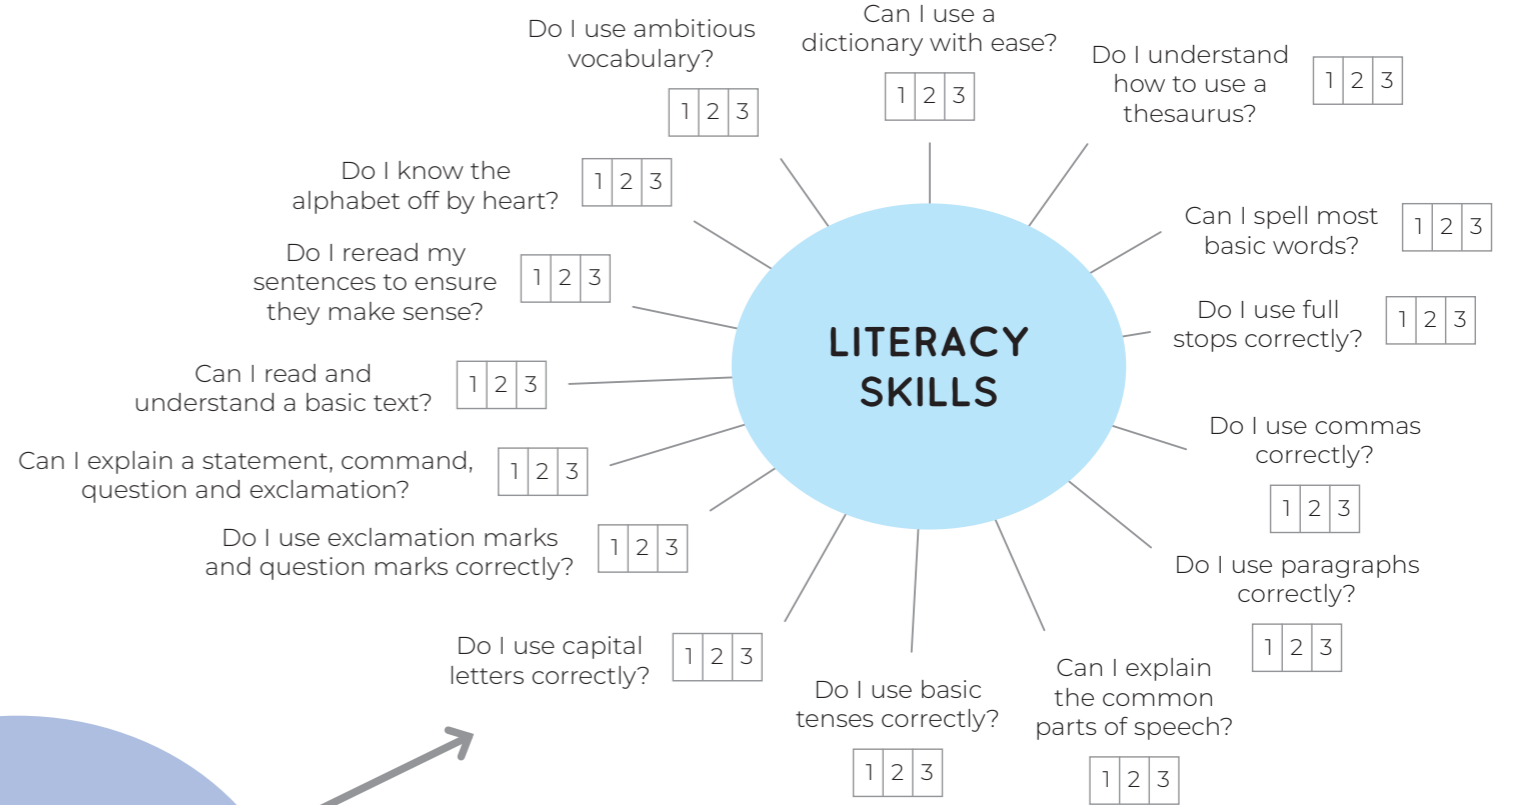 Do I use ambitious
vocabulary?
1 2 3
Can I use a
dictionary with ease?
1 2 3
Do I understand
how to use a
thesaurus?
1 2 3
Do I know the
alphabet off by heart?
1 2 3
Can I spell most
basic words?
1 2 3
Do I reread my
sentences to ensure
they make sense?
1 2 3
Do I use full
stops correctly?
1 2 3
LITERACY
SKILLS
Can I read and
understand a basic text?
1 2 3
Do I use commas
correctly?
1 2 3
Can I explain a statement, command,
question and exclamation?
1 2 3
Do I use exclamation marks
and question marks correctly?
1 2 3
Do I use paragraphs
correctly?
1 2 3
Do I use capital
letters correctly?
1 2 3
Do I use basic
tenses correctly?
1 2 3
Can I explain
the common
parts of speech?
1 2 3